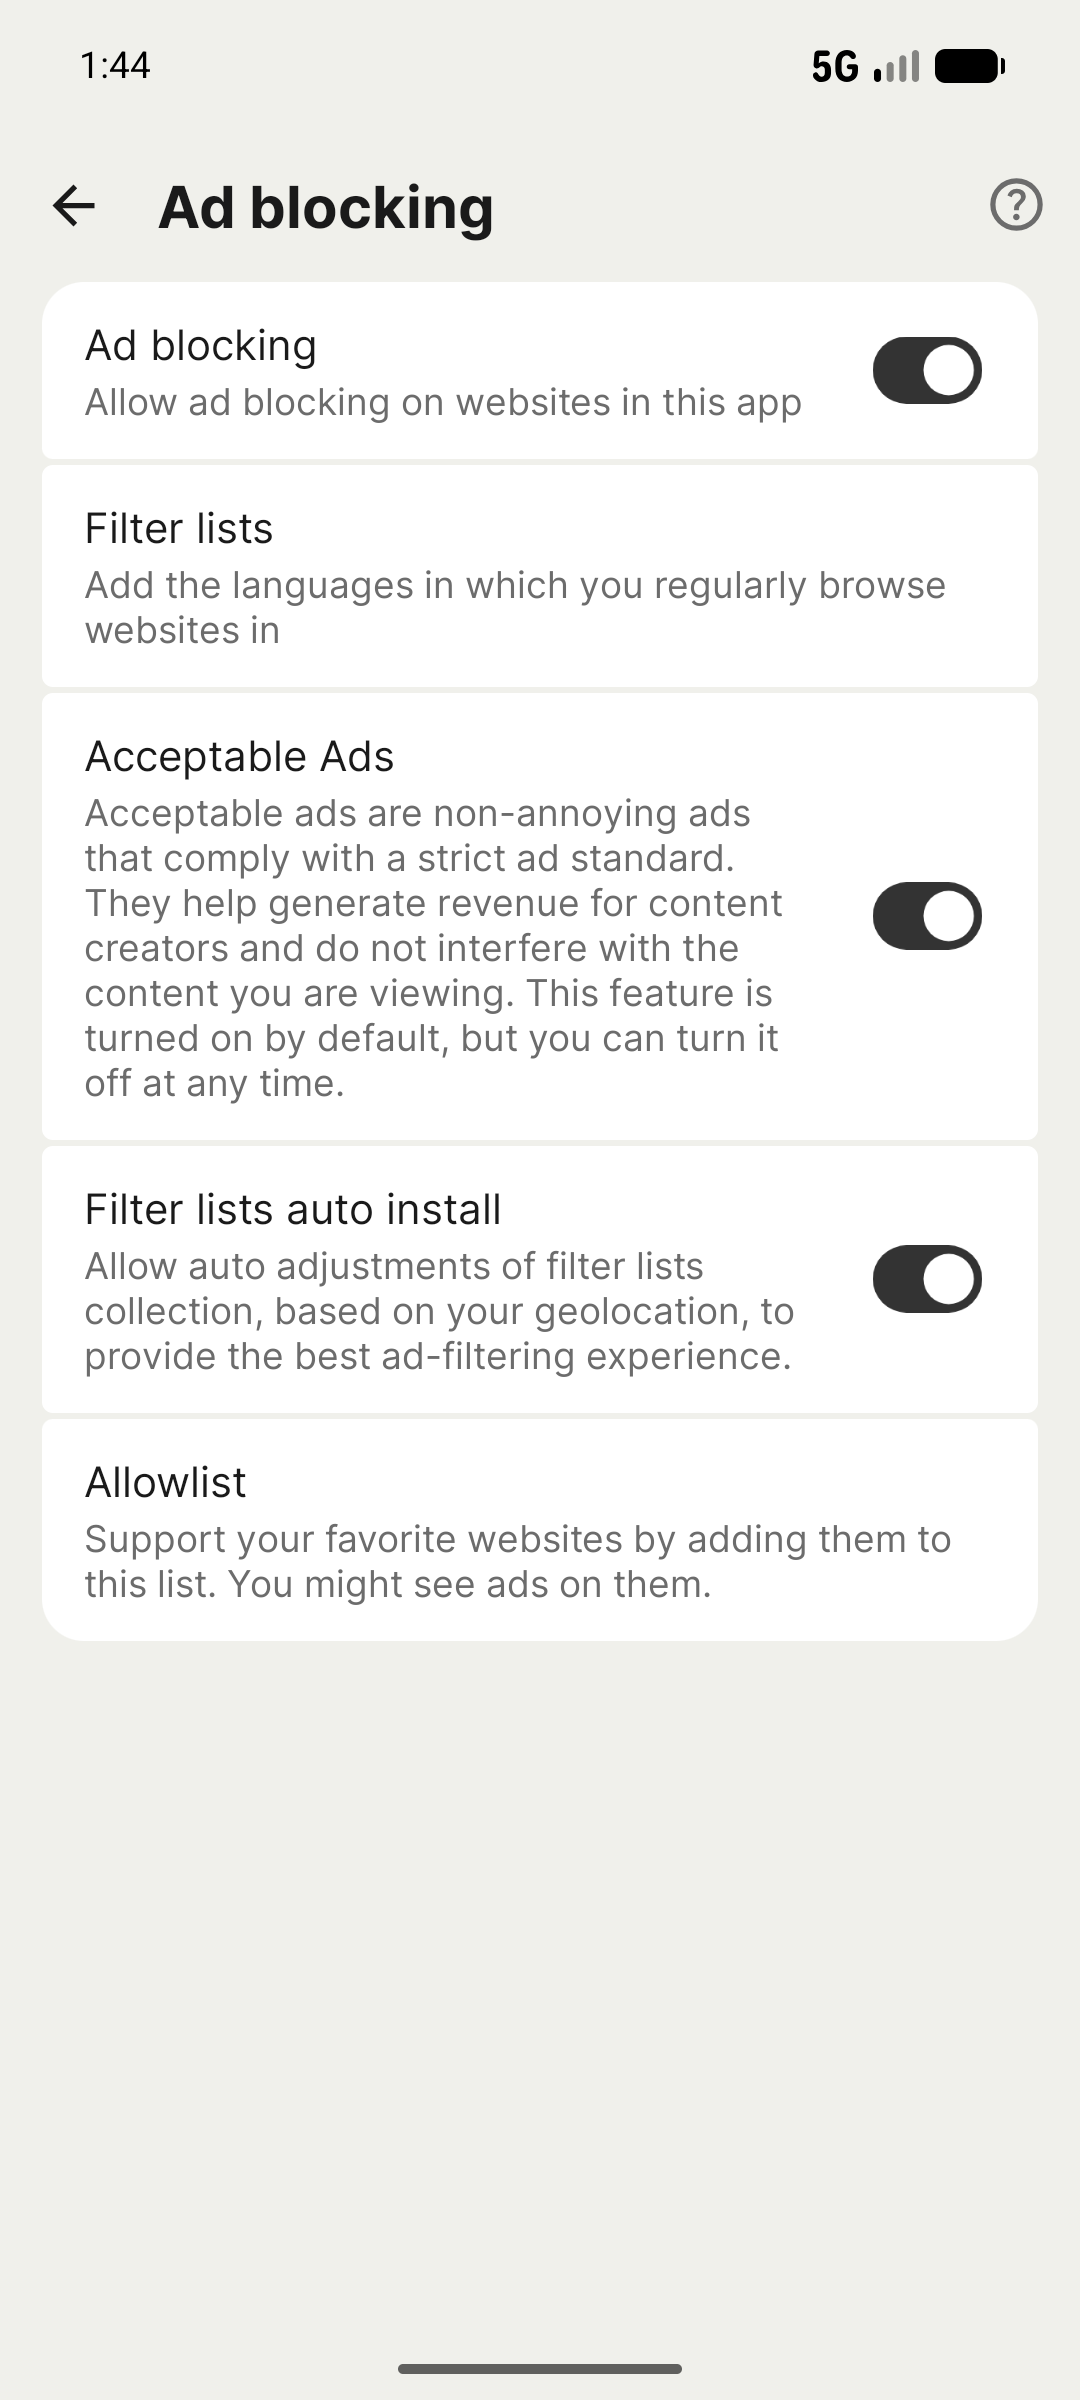 1:44
5G
Ad blocking
Ad blocking
Allow ad blocking on websites in this app
Filter lists
Add the languages in which you regularly browse
websites in
Acceptable Ads
Acceptable ads are non-annoying ads
that comply with a strict ad standard.
They help generate revenue for content
creators and do not interfere with the
content you are viewing. This feature is
turned on by default, but you can turn it
off at any time.
Filter lists auto install
Allow auto adjustments of filter lists
collection, based on your geolocation, to
provide the best ad-filtering experience.
Allowlist
Support your favorite websites by adding them to
this list. You might see ads on them.